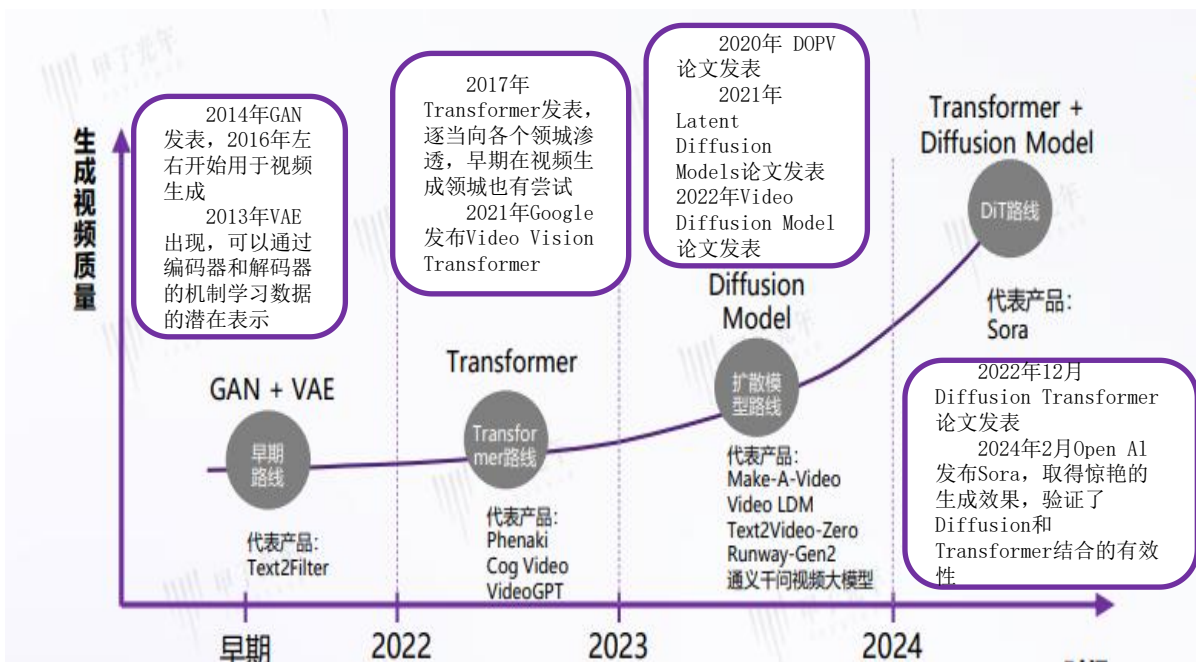 生成视频质量
2014年GAN
发表，2016年左
右开始用于视频
生成
2013年VAE
出现，可以通过
编码器和解码器
的机制学习数据
的潜在表示
GAN + VAE
早期
路线
代表产品：
Text2Filter
2017年
Transformer发表，
逐当向各个领城渗
透，早期在视频生
成领城也有尝试
2021年Google
发布Video Vision
Transformer
Transformer
Transfor
mer路线
代表产品：
Phenaki
Cog Video
VideoGPT
2020年 DOPV
论文发表
2021年
Latent
Diffusion
Models论文发表
2022年Video
Diffusion Model
论文发表
Diffusion
Model
扩散模
型路线
代表产品：
Make-A-Video
Video LDM
Text2Video-Zero
Runway-Gen2
通义千问视频大模型
Transformer +
Diffusion Model
DiT路线
代表产品：
Sora
2022年12月
Diffusion Transformer
论文发表
2024年2月Open Al
发布Sora，取得惊艳的
生成效果，验证了
Diffusion和
Transformer结合的有效
性
早期
2022
2023
2024
甲子光年